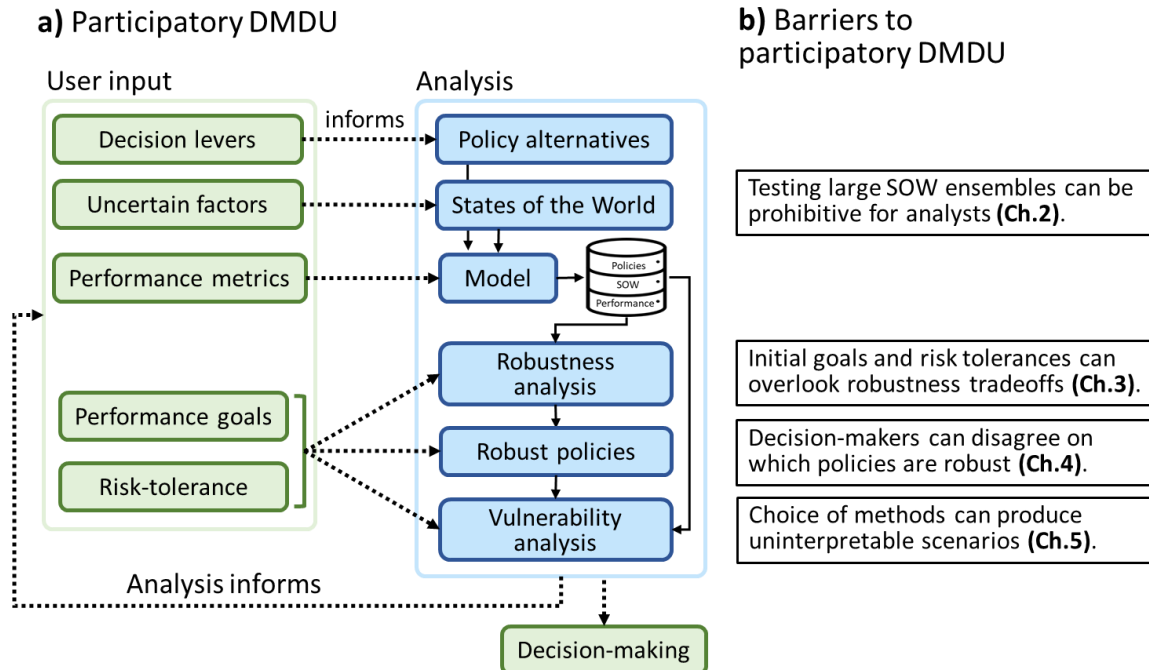 a) Participatory DMDU
b) Barriers to
participatory DMDU
User input
Analysis
informs
Decision levers
Policy alternatives
Uncertain factors
States of the World
Testing large SOW ensembles can be
prohibitive for analysts (Ch.2).
Performance metrics
Model
Policies
SOW
Performance
Robustness
analysis
Initial goals and risk tolerances can
overlook robustness tradeoffs (Ch.3).
Performance goals
Robust policies
Decision-makers can disagree on
which policies are robust (Ch.4).
Risk-tolerance
Vulnerability
analysis
Choice of methods can produce
uninterpretable scenarios (Ch.5).
Analysis informs
Decision-making